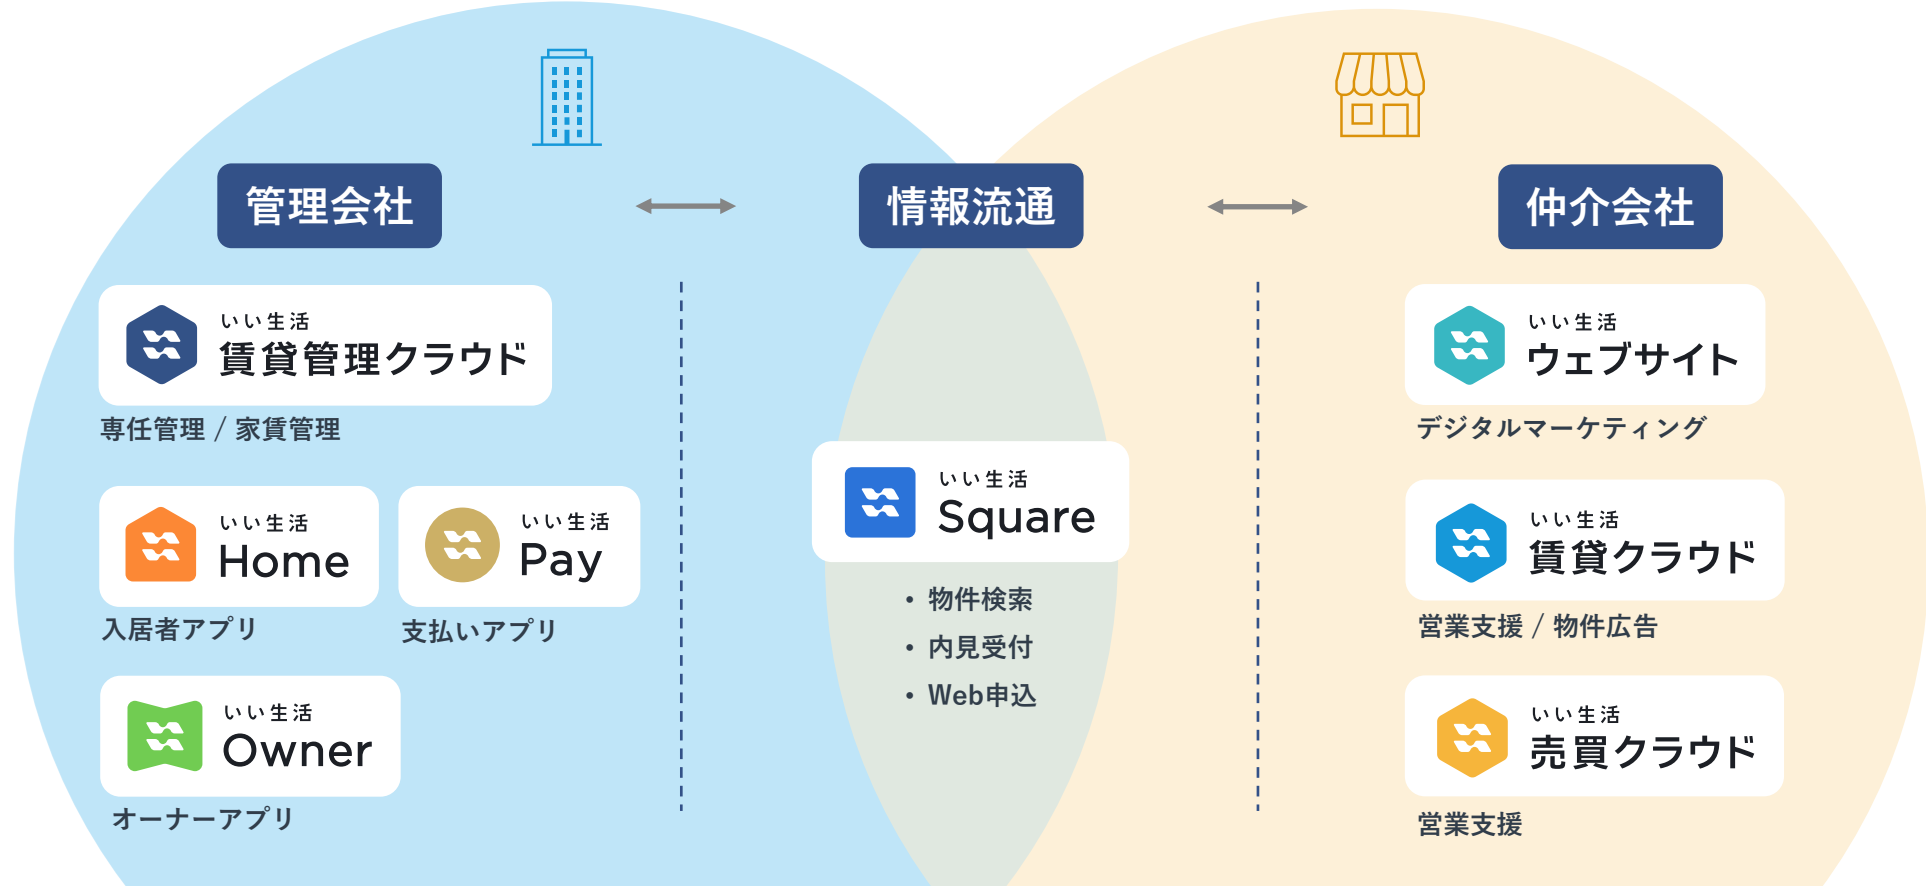 管理会社
情報流通
仲介会社
いい生活
賃貸管理クラウド
専任管理 / 家賃管理
いい生活
Home
入居者アプリ
いい生活
Pay
支払いアプリ
いい生活
Owner
オーナーアプリ
いい生活
Square
• 物件検索
• 内見受付
• Web申込
いい生活
ウェブサイト
デジタルマーケティング
いい生活
賃貸クラウド
営業支援 / 物件広告
いい生活
売買クラウド
営業支援